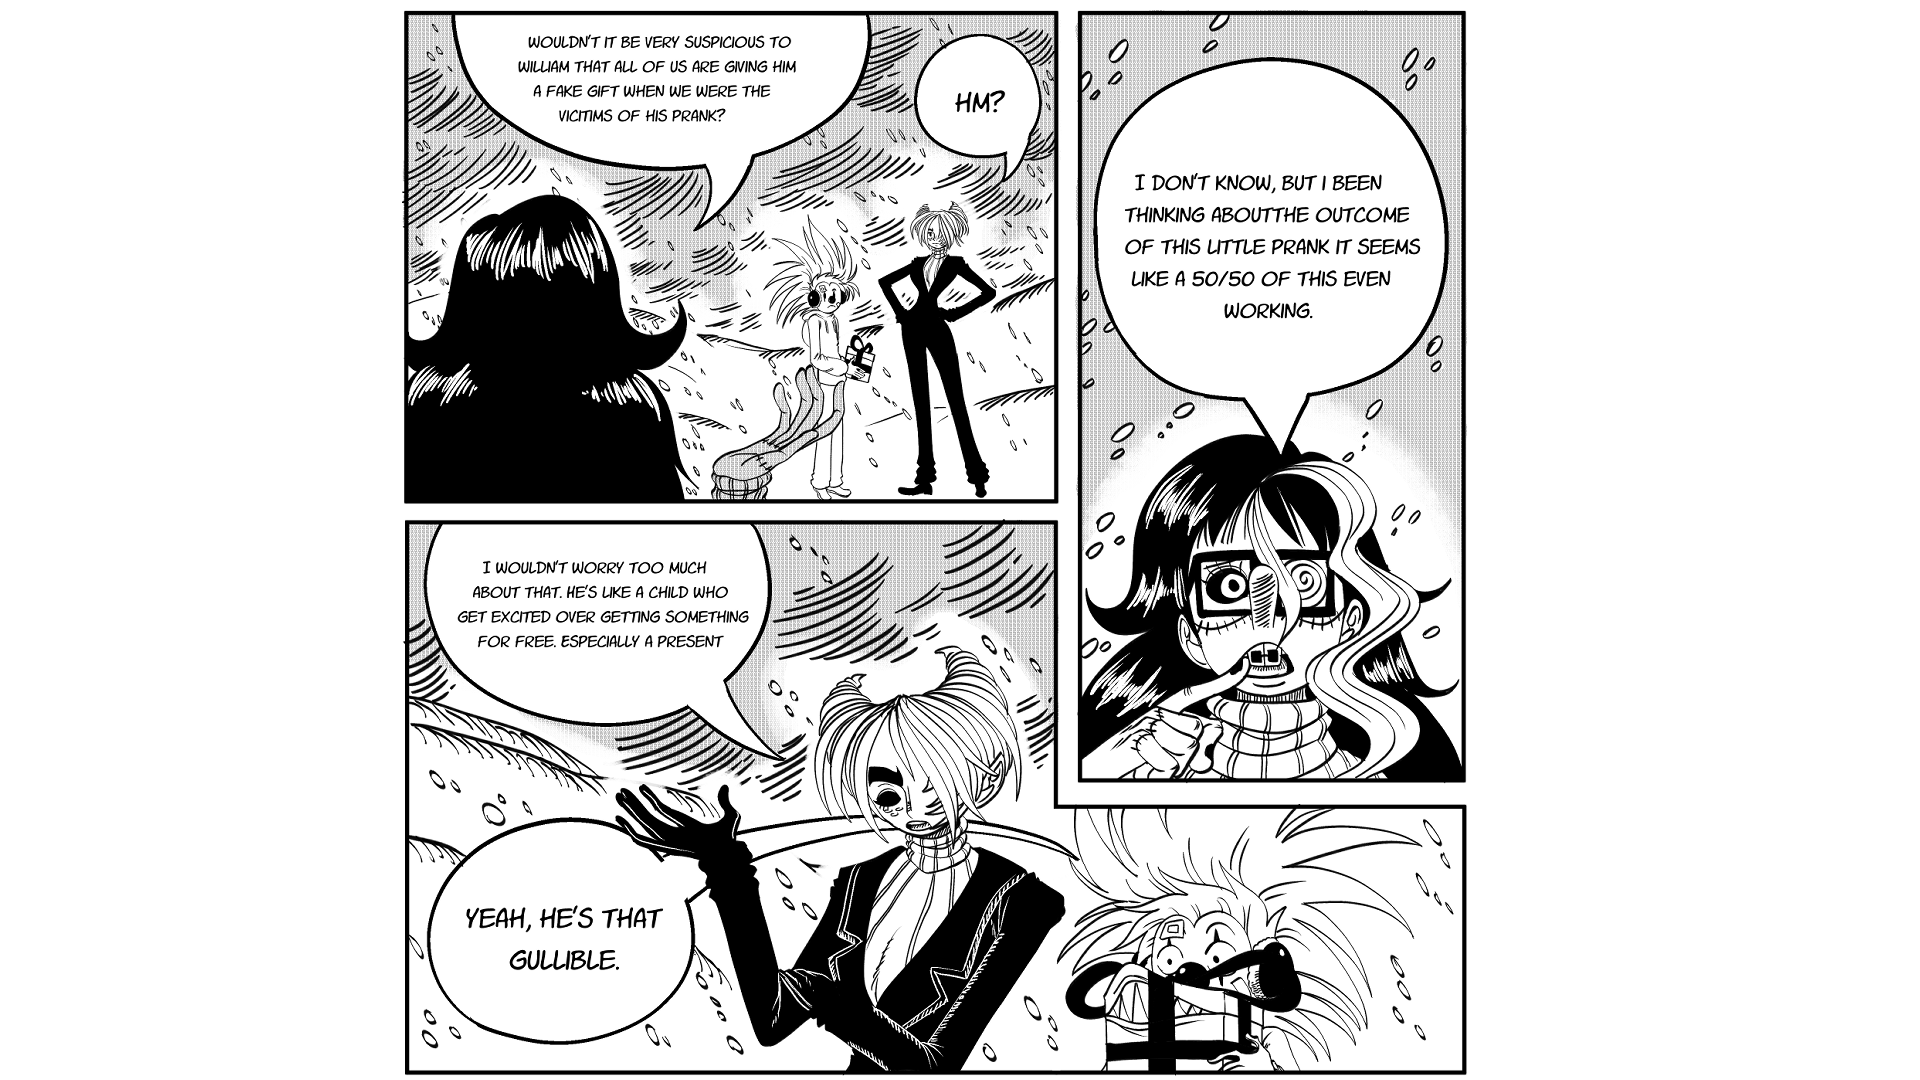 WOULDN'T IT BE VERY SUSPICIOUS TO
WILLIAM THAT ALL OF US ARE GIVING HIM
A FAKE GIFT WHEN WE WERE THE
VICITIMS OF HIS PRANK?
HM?
I DON'T KNOW, BUT I BEEN
THINKING ABOUTTHE OUTCOME
OF THIS LITTLE PRANK IT SEEMS
LIKE A 50/50 OF THIS EVEN
WORKING.
I WOULDN'T WORRY TOO MUCH
ABOUT THAT. HE'S LIKE A CHILD WHO
GET EXCITED OVER GETTING SOMETHING
FOR FREE. ESPECIALLY A PRESENT
YEAH, HE'S THAT
GULLIBLE.